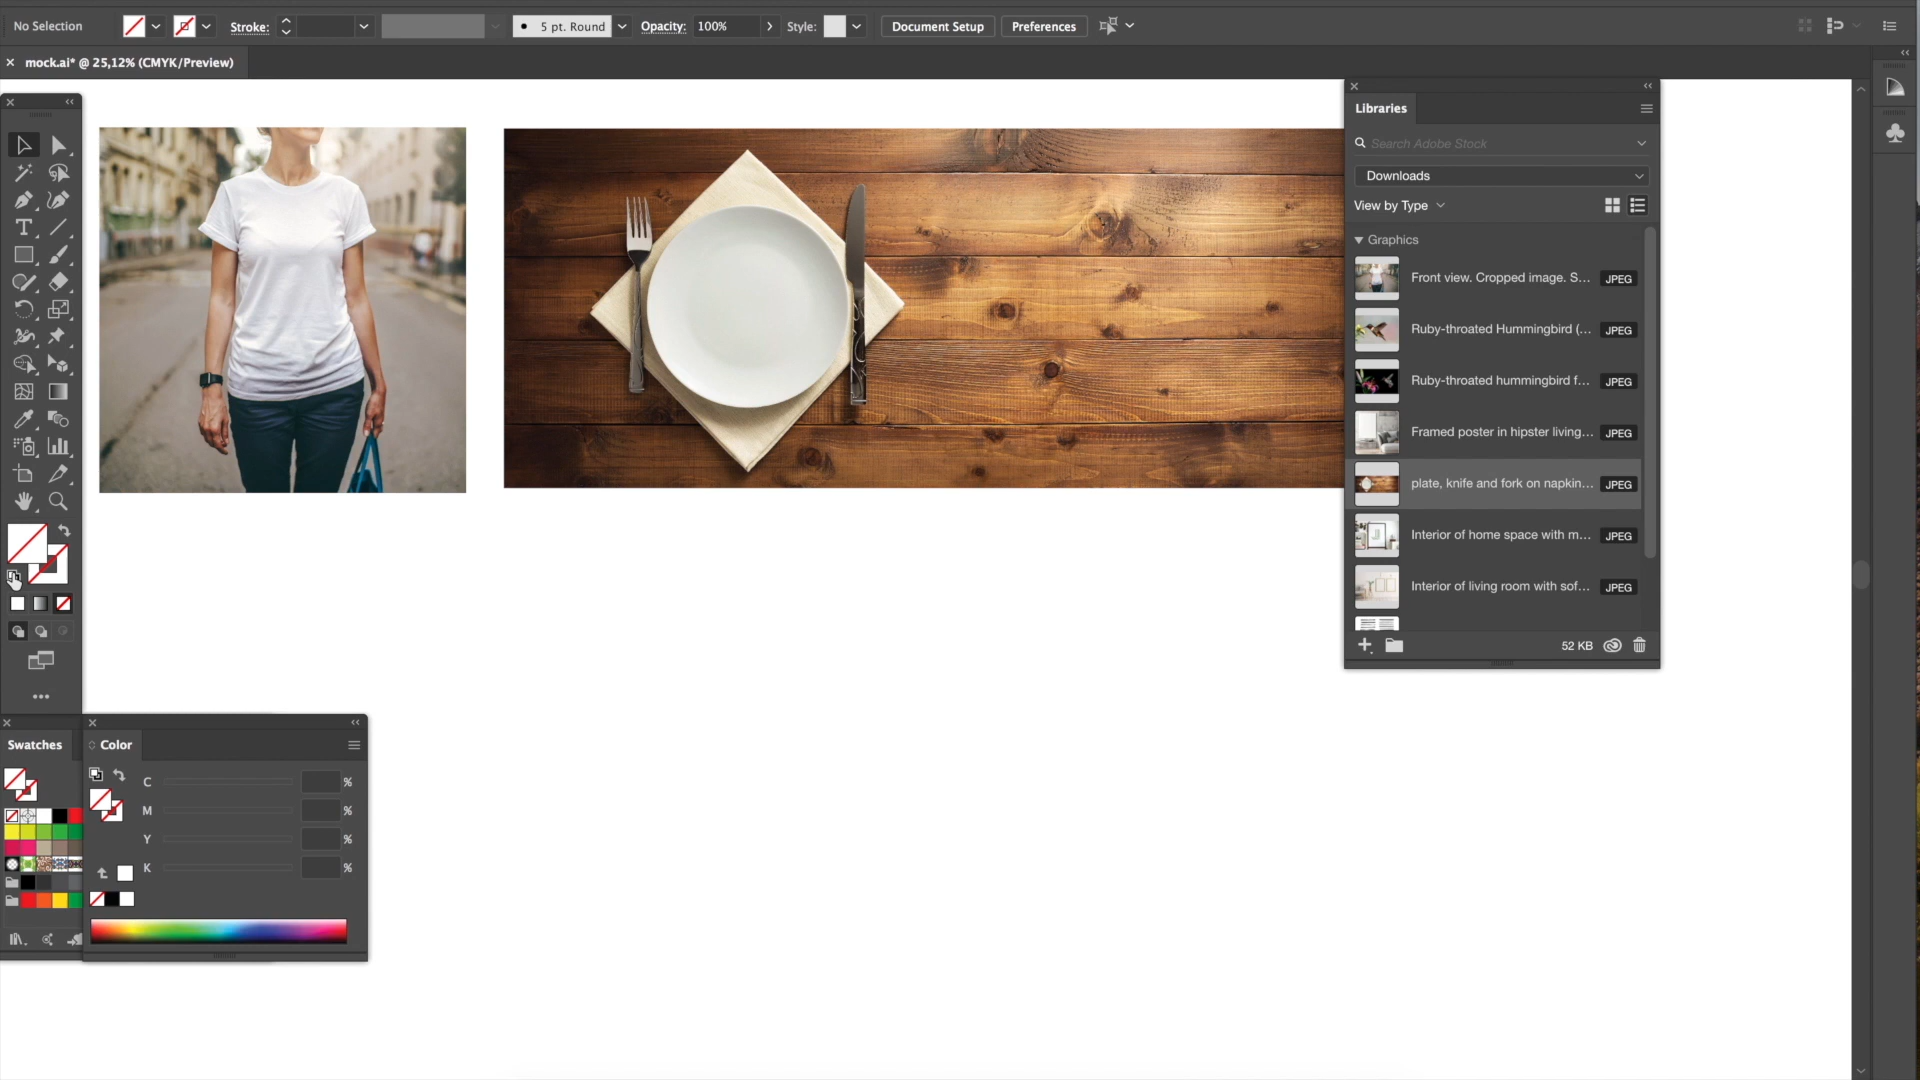 No Selection
Stroke:
5 pt. Round
Opacity:
100%
Style:
Document Setup
Preferences
mock.ai* @ 25,12% (CMYK/Preview)
Libraries
Search Adobe Stock
Downloads
View by Type
Graphics
Front view. Cropped image. S... JPEG
Ruby-throated Hummingbird (... JPEG
Ruby-throated hummingbird f... JPEG
Framed poster in hipster living... JPEG
plate, knife and fork on napkin... JPEG
Interior of home space with m... JPEG
Interior of living room with sof... JPEG
52 KB
Swatches
Color
C %
M %
Y %
K %